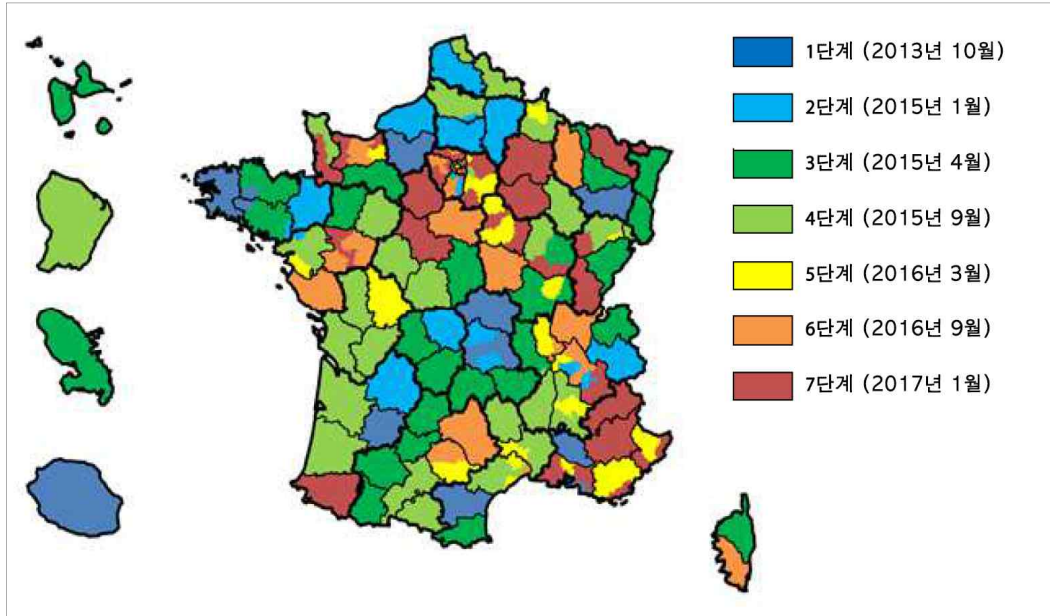 1단계 (2013년 10월)
2단계 (2015년 1월)
3단계 (2015년 4월)
4단계 (2015년 9월)
5단계 (2016년 3월)
6단계 (2016년 9월)
7단계 (2017년 1월)